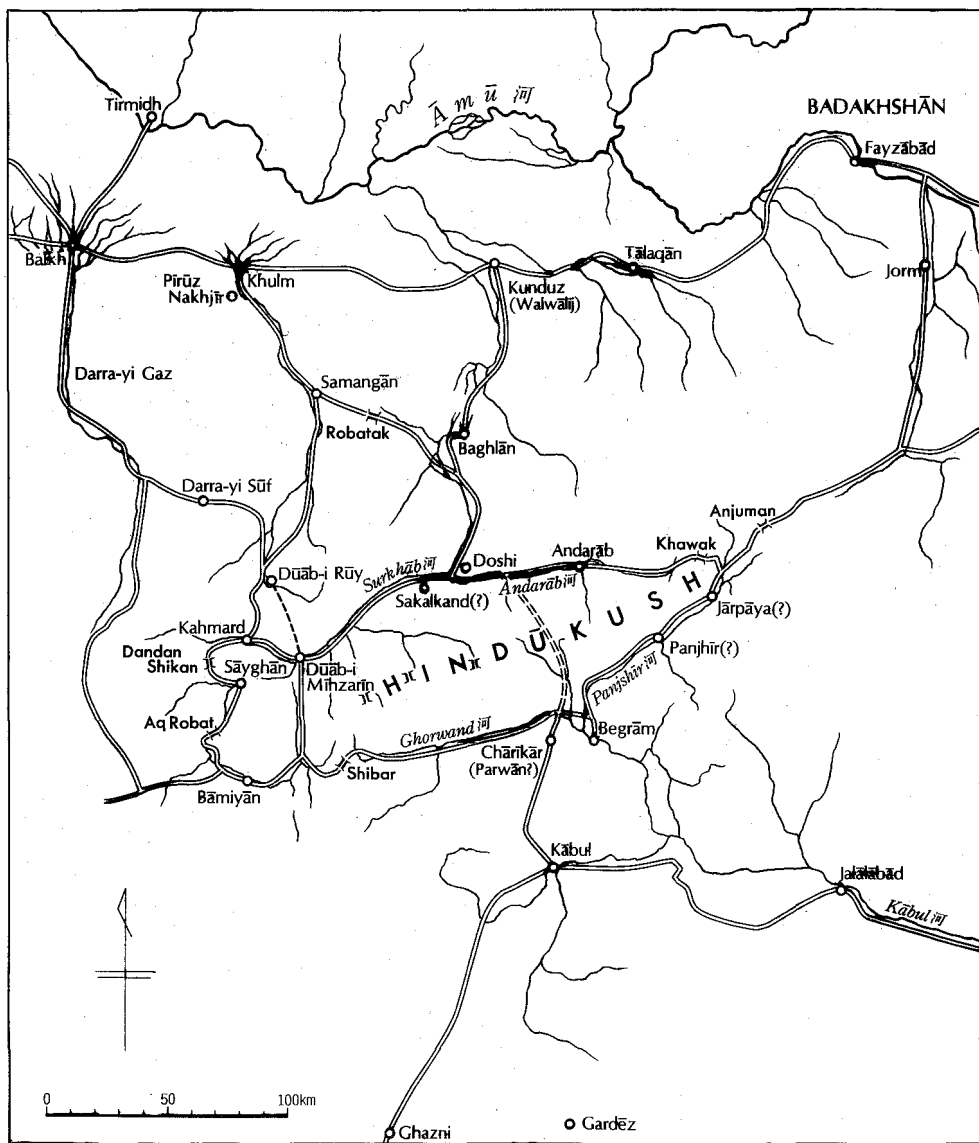 Tirmidh
Āmū 河
BADAKHSHĀN
Fayzābād
Balkh
Pīrūz
Nakhjīr
Khulm
Kunduz
(Walwālij)
Tālaqān
Jorm
Darra-yi Gaz
Samangān
Robatak
Baghlān
Darra-yi Sūf
Anjuman
Dūāb-i Rūy
Surkhāb 河
Doshi
Andarāb
Khawak
Andarāb 河
Sakalkand(?)
Jārpāya(?)
Kahmard
Dandan
Shikan
Sāyghān
Dūāb-i
Mīhzarīn
HINDŪKUSH
Panjhīr(?)
Panjshīr 河
Aq Robat
Ghorwand 河
Begrām
Chārīkār
(Parwān?)
Shibar
Bāmiyān
Kābul
Jalālābād
Kābul 河
0 50 100km
Ghazni
Gardēz